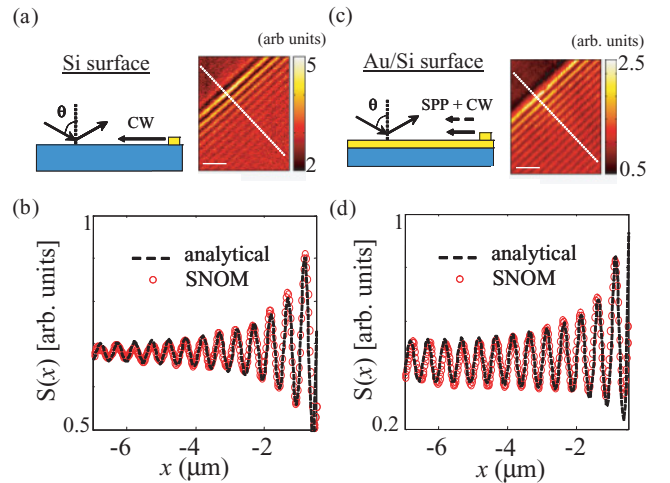 (a)
(arb units)
Si surface
θ
CW
5
2
(c)
(arb. units)
Au/Si surface
θ
SPP + CW
2.5
0.5
(b)
1
analytical
SNOM
S(x) [arb. units]
0.5
-6
-4
-2
x (μm)
(d)
1
analytical
SNOM
S(x) [arb. units]
0.2
-6
-4
-2
x (μm)